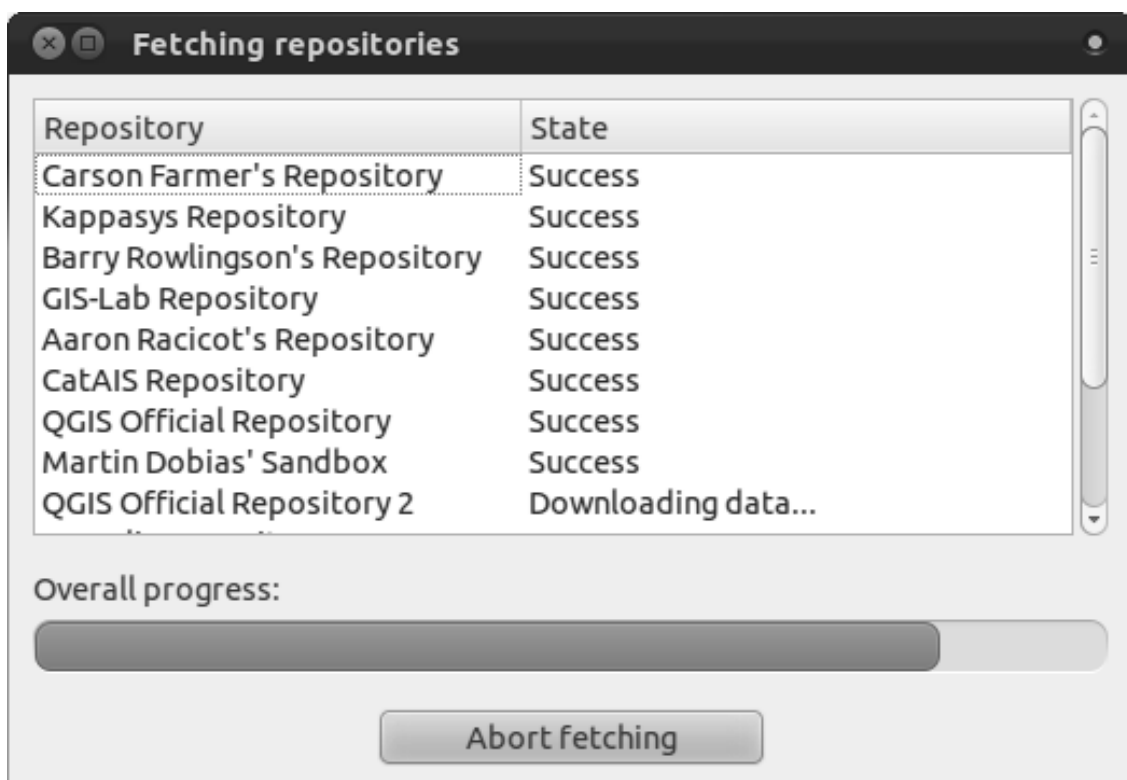 Fetching repositories
Repository State
Carson Farmer's Repository Success
Kappasys Repository Success
Barry Rowlingson's Repository Success
GIS-Lab Repository Success
Aaron Racicot's Repository Success
CatAIS Repository Success
QGIS Official Repository Success
Martin Dobias' Sandbox Success
QGIS Official Repository 2 Downloading data...
Overall progress:
Abort fetching